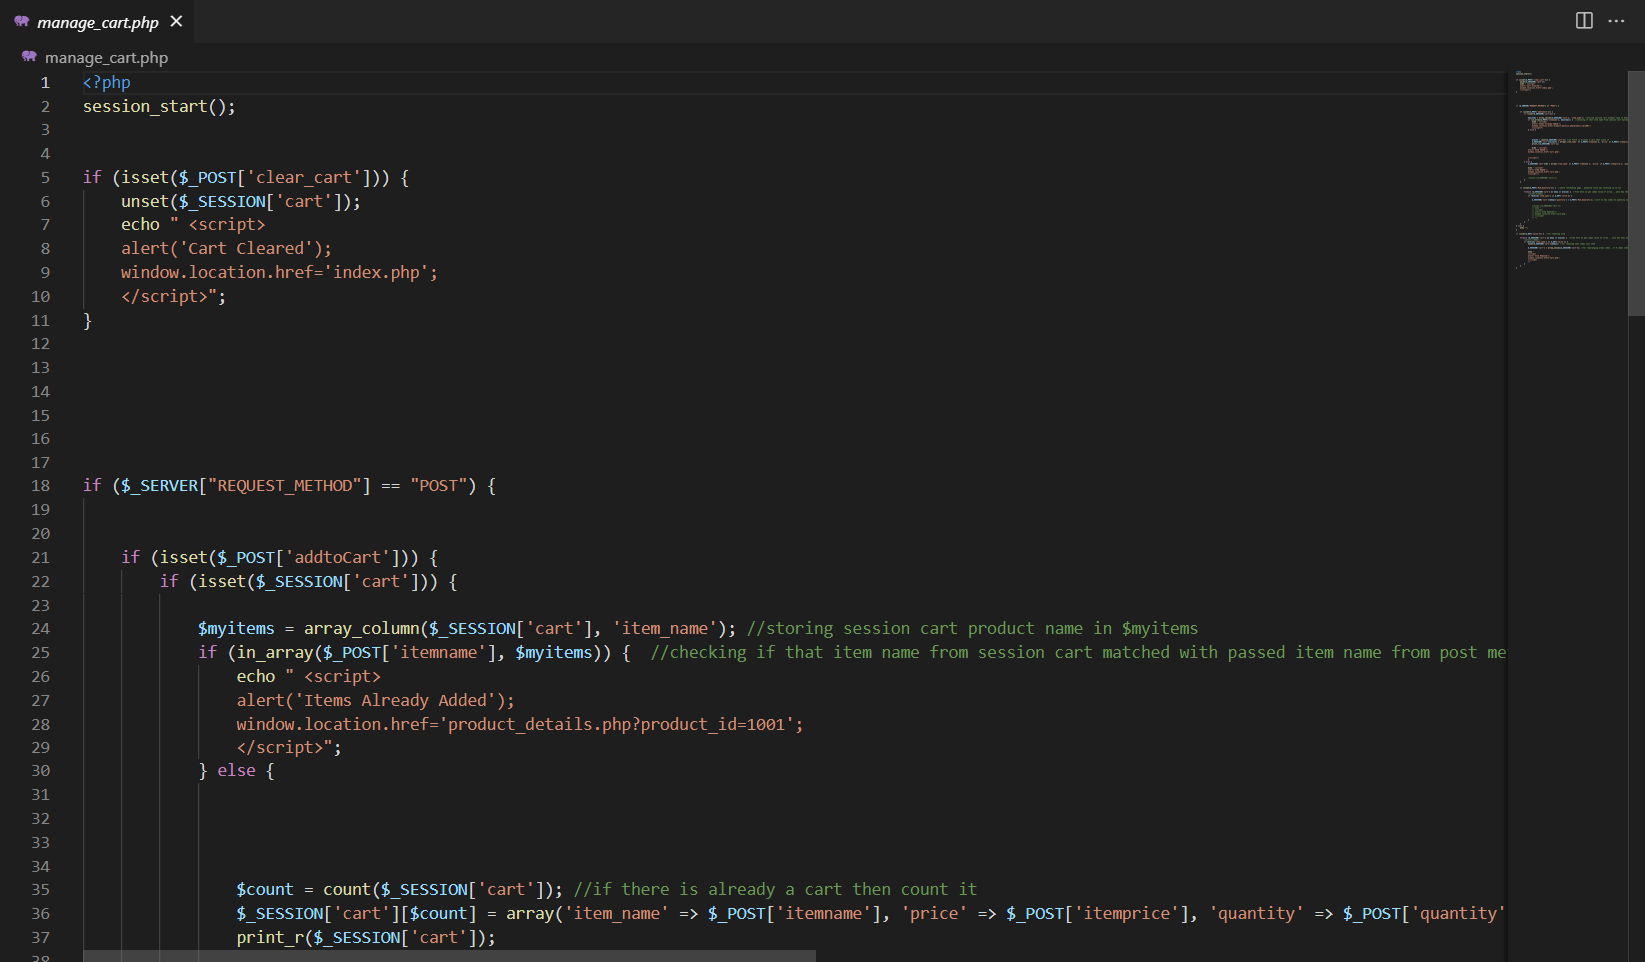 manage_cart.php
manage_cart.php
1 <?php
2 session_start();
3
4
5 if (isset($_POST['clear_cart'])) {
6 unset($_SESSION['cart']);
7 echo " <script>
8 alert('Cart Cleared');
9 window.location.href='index.php';
10 </script>";
11 }
12
13
14
15
16
17
18 if ($_SERVER["REQUEST_METHOD"] == "POST") {
19
20
21 if (isset($_POST['addtoCart'])) {
22 if (isset($_SESSION['cart'])) {
23
24 $myitems = array_column($_SESSION['cart'], 'item_name'); //storing session cart product name in $myitems
25 if (in_array($_POST['itemname'], $myitems)) { //checking if that item name from session cart matched with passed item name from post me
26 echo " <script>
27 alert('Items Already Added');
28 window.location.href='product_details.php?product_id=1001';
29 </script>";
30 } else {
31
32
33
34
35 $count = count($_SESSION['cart']); //if there is already a cart then count it
36 $_SESSION['cart'][$count] = array('item_name' => $_POST['itemname'], 'price' => $_POST['itemprice'], 'quantity' => $_POST['quantity'
37 print_r($_SESSION['cart']);
38